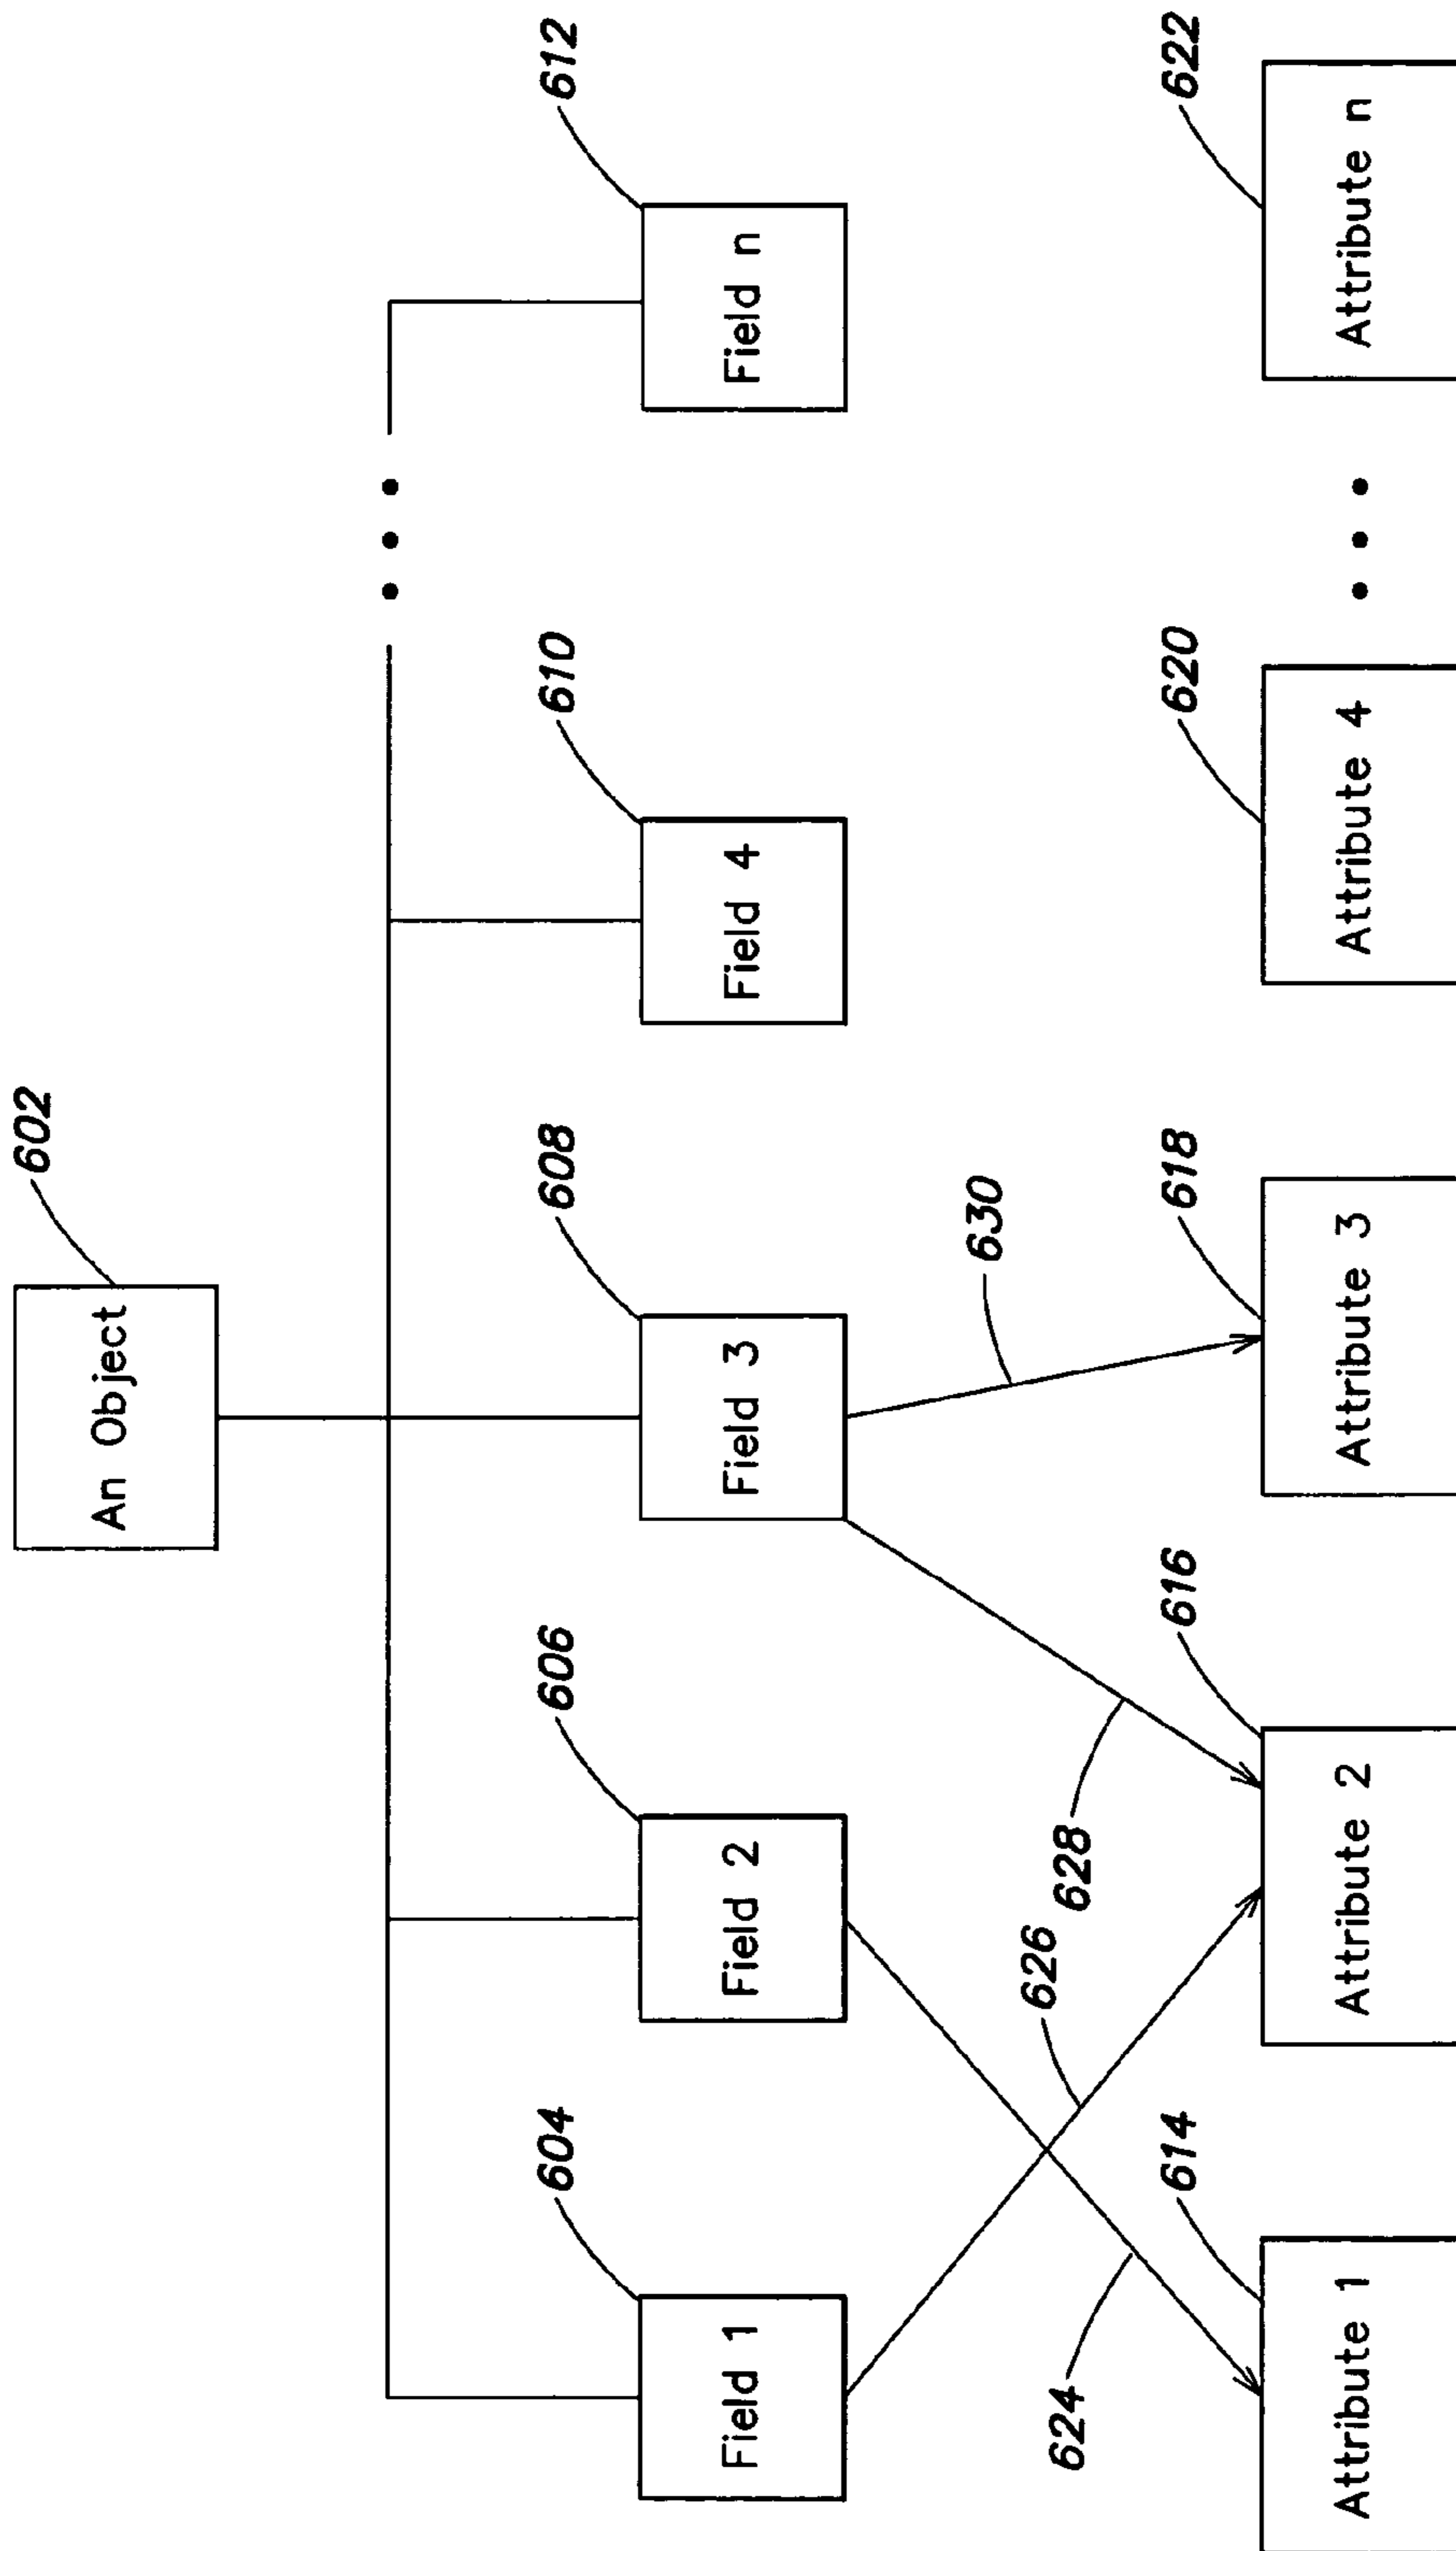 602
An Object
604
606
608
610
612
Field 1
Field 2
Field 3
Field 4
Field n
624
626
628
630
614
616
618
620
622
Attribute 1
Attribute 2
Attribute 3
Attribute 4
Attribute n